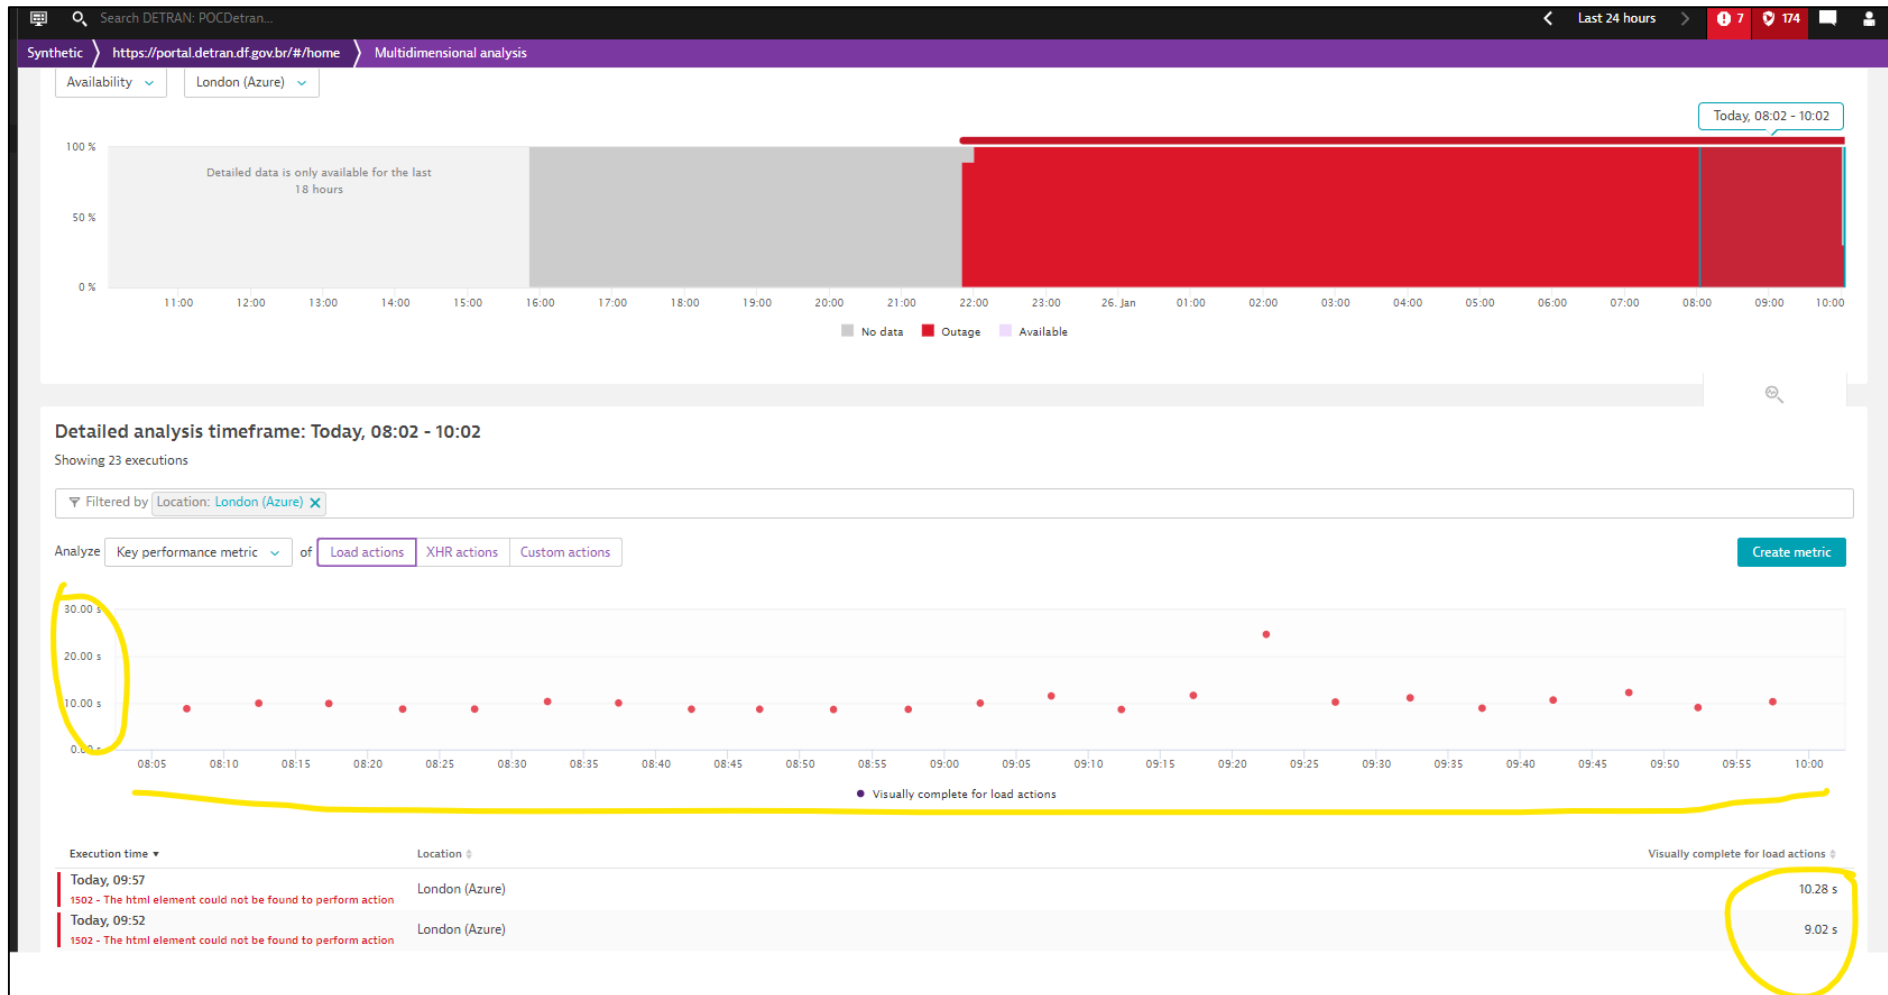 Search DETRAN: POCDetran...
Last 24 hours
7
174
Synthetic
https://portal.detran.df.gov.br/#/home
Multidimensional analysis
Availability
London (Azure)
Today, 08:02 - 10:02
100 %
50 %
0 %
Detailed data is only available for the last
18 hours
11:00 12:00 13:00 14:00 15:00 16:00 17:00 18:00 19:00 20:00 21:00 22:00 23:00 26. Jan 01:00 02:00 03:00 04:00 05:00 06:00 07:00 08:00 09:00 10:00
No data Outage Available
Detailed analysis timeframe: Today, 08:02 - 10:02
Showing 23 executions
Filtered by Location: London (Azure)
Analyze Key performance metric of Load actions XHR actions Custom actions
Create metric
30.00 s
20.00 s
10.00 s
0.00 s
08:05 08:10 08:15 08:20 08:25 08:30 08:35 08:40 08:45 08:50 08:55 09:00 09:05 09:10 09:15 09:20 09:25 09:30 09:35 09:40 09:45 09:50 09:55 10:00
Visually complete for load actions
Execution time Location Visually complete for load actions
Today, 09:57
1502 - The html element could not be found to perform action
London (Azure)
10.28 s
Today, 09:52
1502 - The html element could not be found to perform action
London (Azure)
9.02 s